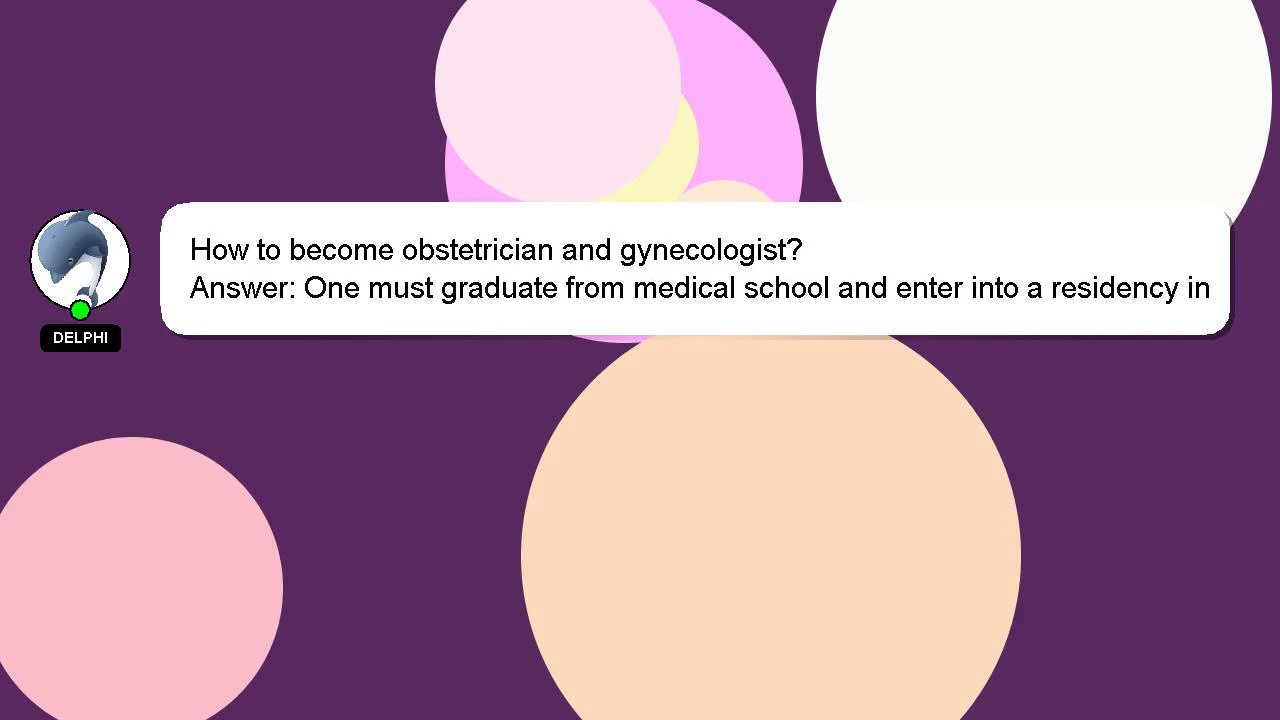 How to become obstetrician and gynecologist?
Answer: One must graduate from medical school and enter into a residency in
DELPHI